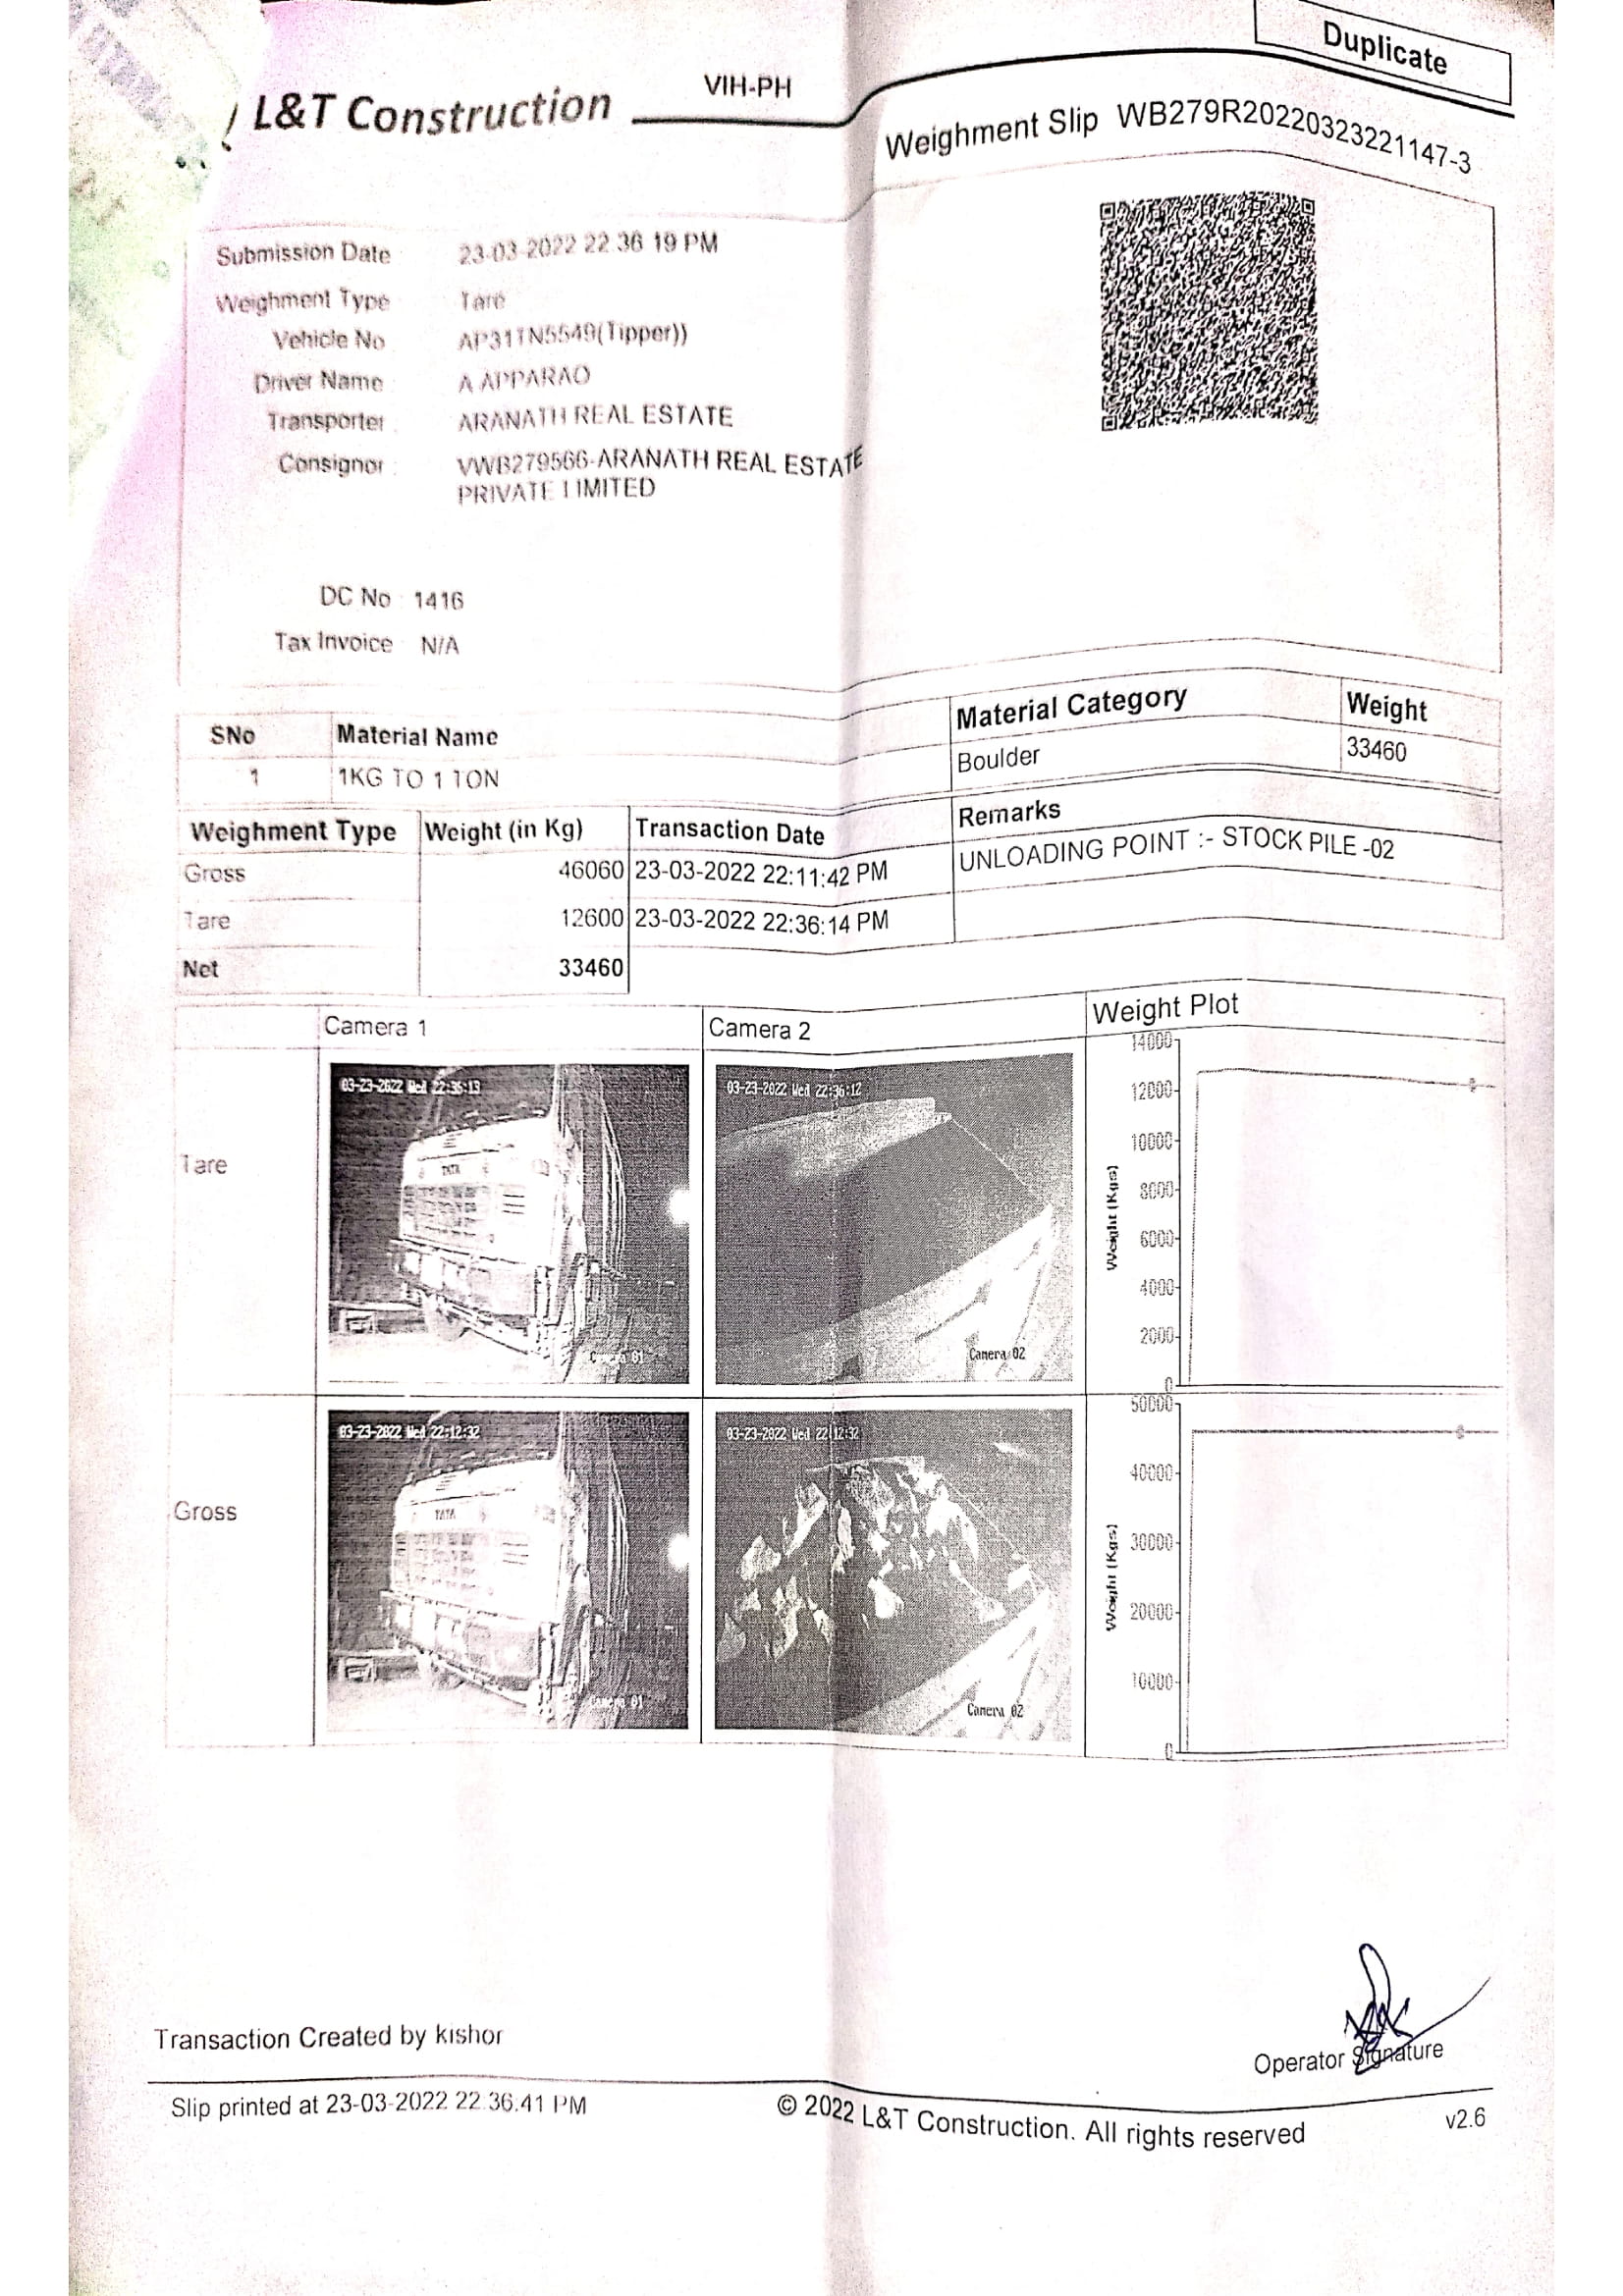 Duplicate
L&T Construction
VIH-PH
Weighment Slip WB279R20220323221147-3
Submission Date 23-03-2022 22 36 19 PM
Weighment Type Tare
Vehicle No AP31TN5549(Tipper))
Driver Name A APPARAO
Transporter ARANATH REAL ESTATE
Consignor : VWB279566-ARANATH REAL ESTATE
PRIVATE LIMITED
DC No 1416
Tax Invoice N/A
SNo Material Name Material Category Weight
1 1KG TO 1 TON Boulder 33460
Weighment Type Weight (in Kg) Transaction Date Remarks
Gross 46060 23-03-2022 22:11:42 PM UNLOADING POINT :- STOCK PILE -02
Tare 12600 23-03-2022 22:36:14 PM
Net 33460
Camera 1 Camera 2 Weight Plot
Tare
03-23-2022 Wed 22:36:13
TATA
Camera 01
03-23-2022 Wed 22:36:12
Camera 02
Weight (Kgs)
14000
12000
10000
8000
6000
4000
2000
0
Gross
03-23-2022 Wed 22:12:32
TATA
Camera 01
03-23-2022 Wed 22:12:32
Camera 02
Weight (Kgs)
50000
40000
30000
20000
10000
0
Transaction Created by kishor
Operator Signature
Slip printed at 23-03-2022 22:36:41 PM
© 2022 L&T Construction. All rights reserved
v2.6